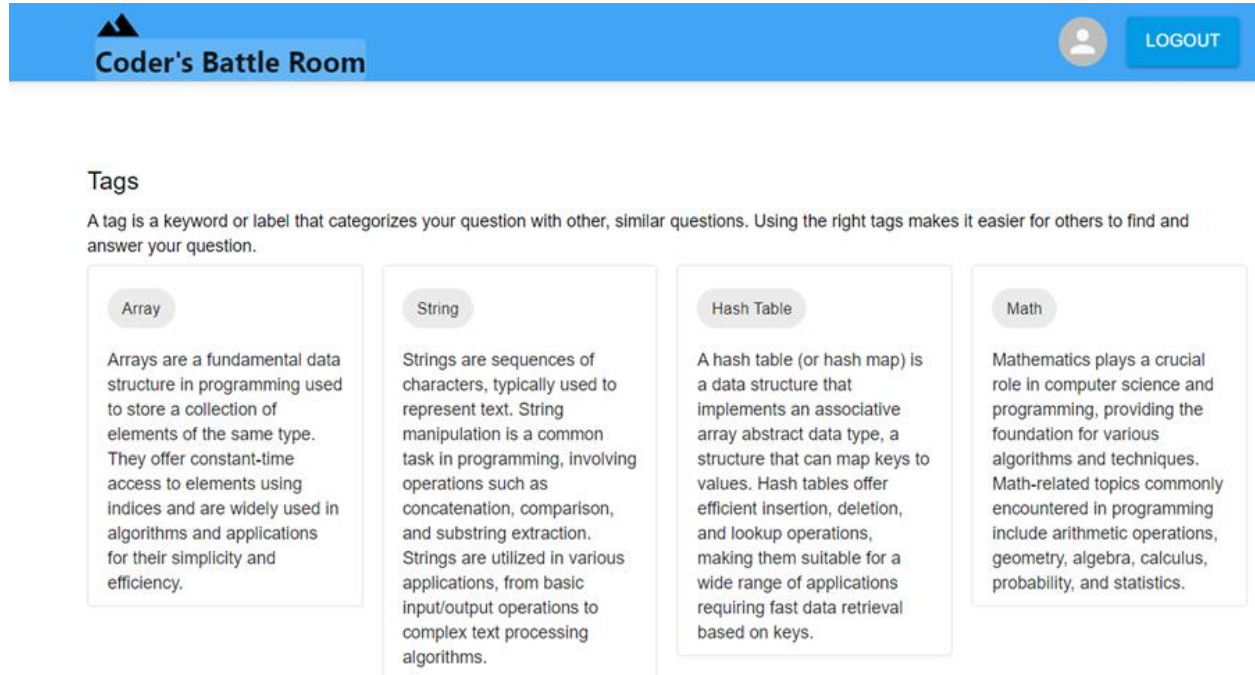 Coder's Battle Room
LOGOUT
Tags
A tag is a keyword or label that categorizes your question with other, similar questions. Using the right tags makes it easier for others to find and
answer your question.
Array
Arrays are a fundamental data
structure in programming used
to store a collection of
elements of the same type.
They offer constant-time
access to elements using
indices and are widely used in
algorithms and applications
for their simplicity and
efficiency.
String
Strings are sequences of
characters, typically used to
represent text. String
manipulation is a common
task in programming, involving
operations such as
concatenation, comparison,
and substring extraction.
Strings are utilized in various
applications, from basic
input/output operations to
complex text processing
algorithms.
Hash Table
A hash table (or hash map) is
a data structure that
implements an associative
array abstract data type, a
structure that can map keys to
values. Hash tables offer
efficient insertion, deletion,
and lookup operations,
making them suitable for a
wide range of applications
requiring fast data retrieval
based on keys.
Math
Mathematics plays a crucial
role in computer science and
programming, providing the
foundation for various
algorithms and techniques.
Math-related topics commonly
encountered in programming
include arithmetic operations,
geometry, algebra, calculus,
probability, and statistics.